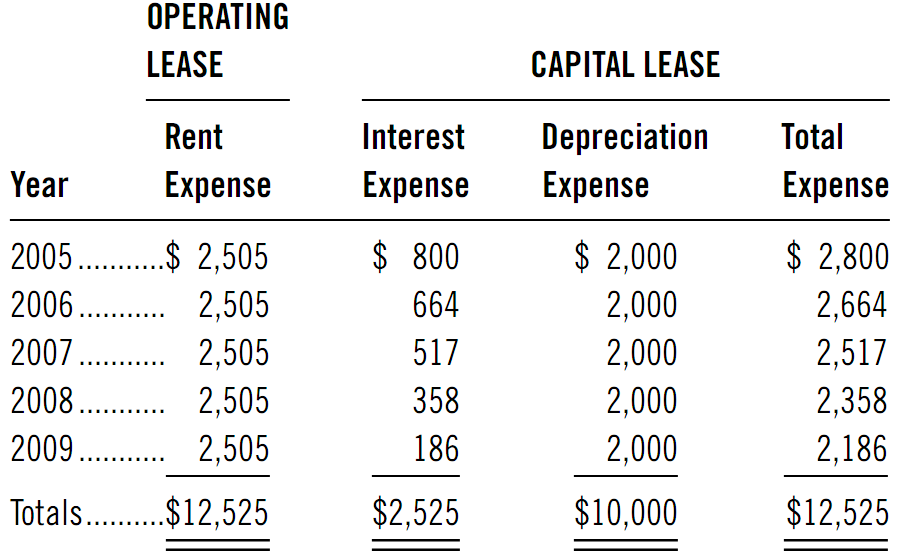 OPERATING
LEASE CAPITAL LEASE
Rent Interest Depreciation Total
Year Expense Expense Expense Expense
2005...........$ 2,505 $ 800 $ 2,000 $ 2,800
2006........... 2,505 664 2,000 2,664
2007........... 2,505 517 2,000 2,517
2008........... 2,505 358 2,000 2,358
2009........... 2,505 186 2,000 2,186
Totals..........$12,525 $2,525 $10,000 $12,525